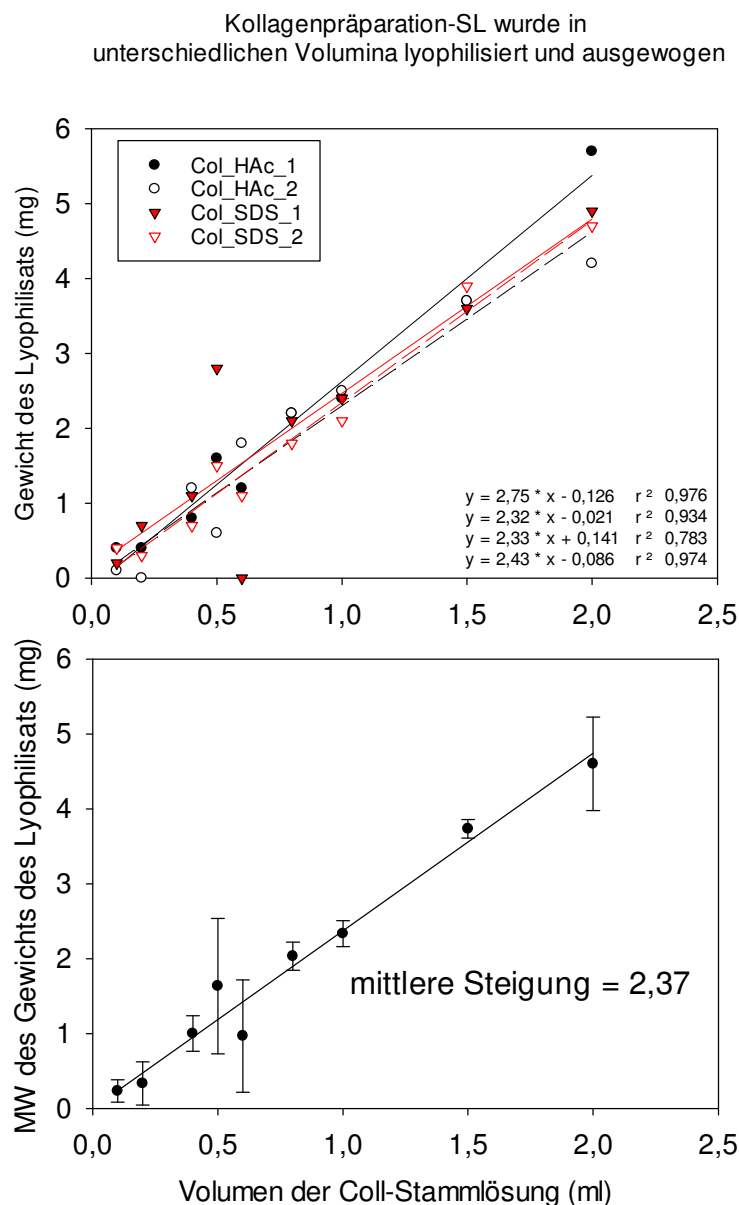 Kollagenpräparation-SL wurde in
unterschiedlichen Volumina lyophilisiert und ausgewogen
Gewicht des Lyophilisats (mg)
6
5
4
3
2
1
0
Col_HAc_1
Col_HAc_2
Col_SDS_1
Col_SDS_2
y = 2,75 * x - 0,126 r ² 0,976
y = 2,32 * x - 0,021 r ² 0,934
y = 2,33 * x + 0,141 r ² 0,783
y = 2,43 * x - 0,086 r ² 0,974
0,0 0,5 1,0 1,5 2,0 2,5
MW des Gewichts des Lyophilisats (mg)
6
5
4
3
2
1
0
mittlere Steigung = 2,37
0,0 0,5 1,0 1,5 2,0 2,5
Volumen der Coll-Stammlösung (ml)